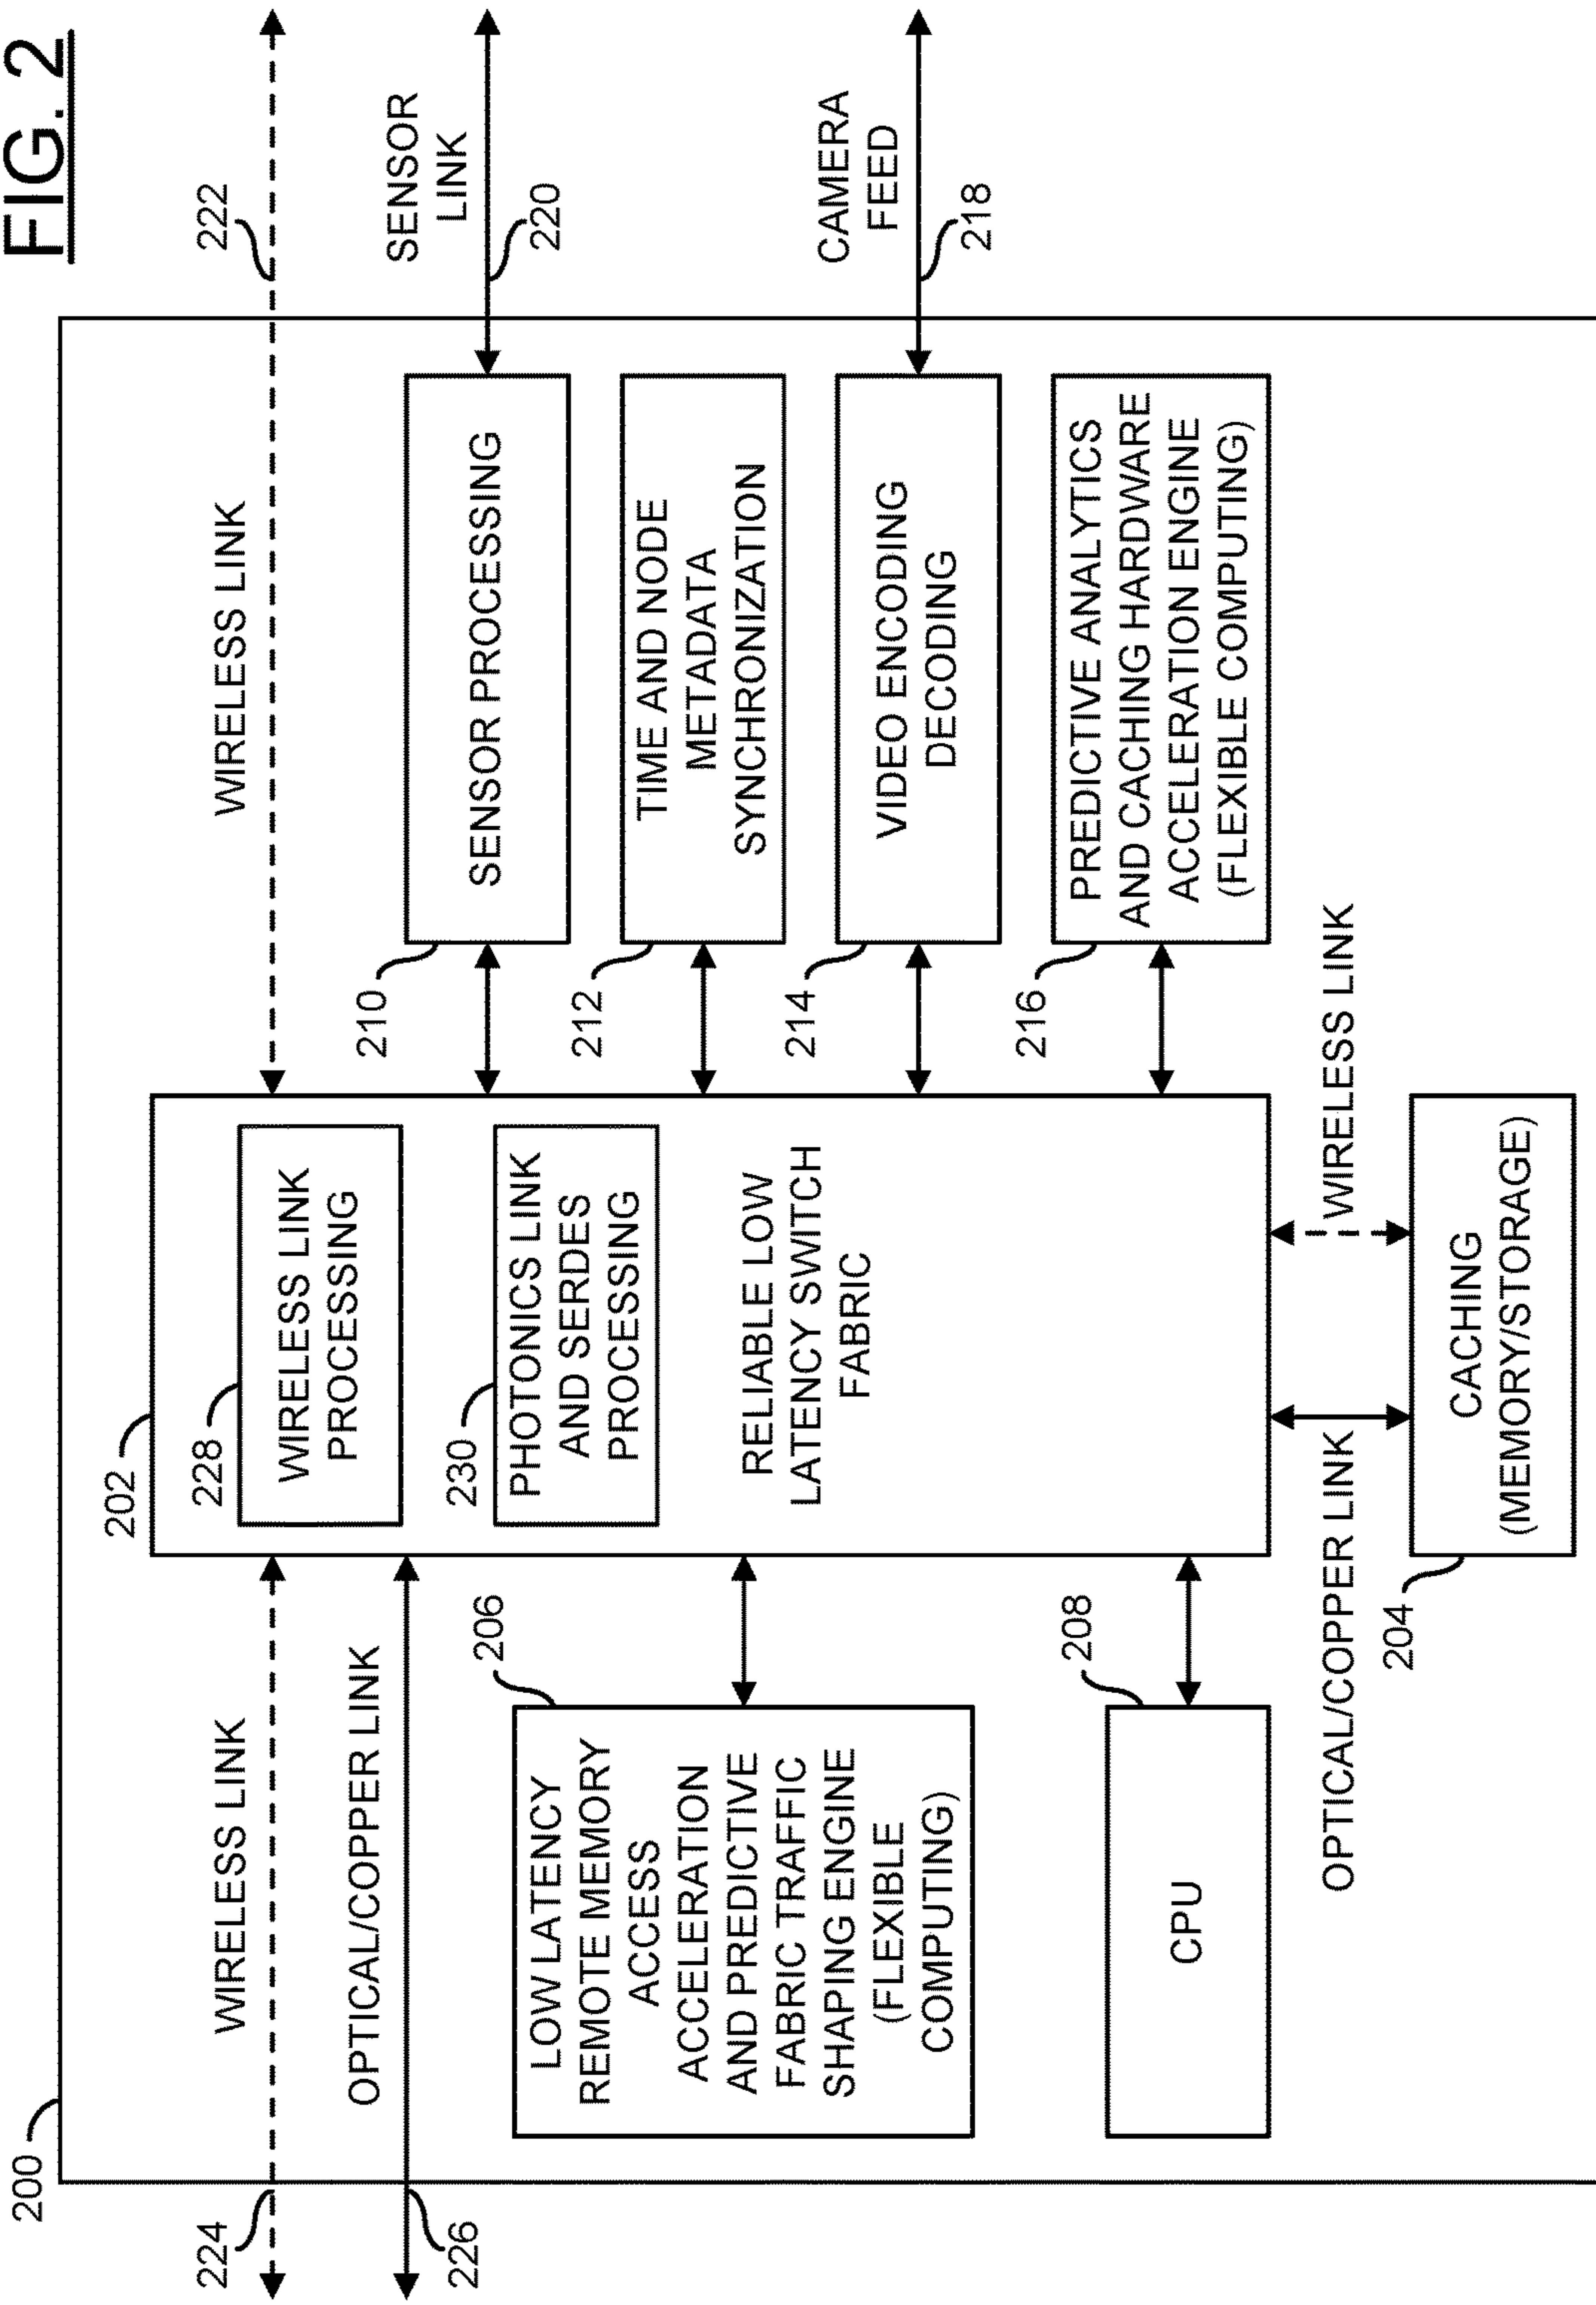 FIG. 2
200
224
WIRELESS LINK
226
OPTICAL/COPPER LINK
202
228
WIRELESS LINK
PROCESSING
230
PHOTONICS LINK
AND SERDES
PROCESSING
RELIABLE LOW
LATENCY SWITCH
FABRIC
WIRELESS LINK
222
206
LOW LATENCY
REMOTE MEMORY
ACCESS
ACCELERATION
AND PREDICTIVE
FABRIC TRAFFIC
SHAPING ENGINE
(FLEXIBLE
COMPUTING)
208
CPU
210
SENSOR PROCESSING
SENSOR
LINK
220
212
TIME AND NODE
METADATA
SYNCHRONIZATION
214
VIDEO ENCODING
DECODING
CAMERA
FEED
218
216
PREDICTIVE ANALYTICS
AND CACHING HARDWARE
ACCELERATION ENGINE
(FLEXIBLE COMPUTING)
OPTICAL/COPPER LINK
WIRELESS LINK
204
CACHING
(MEMORY/STORAGE)